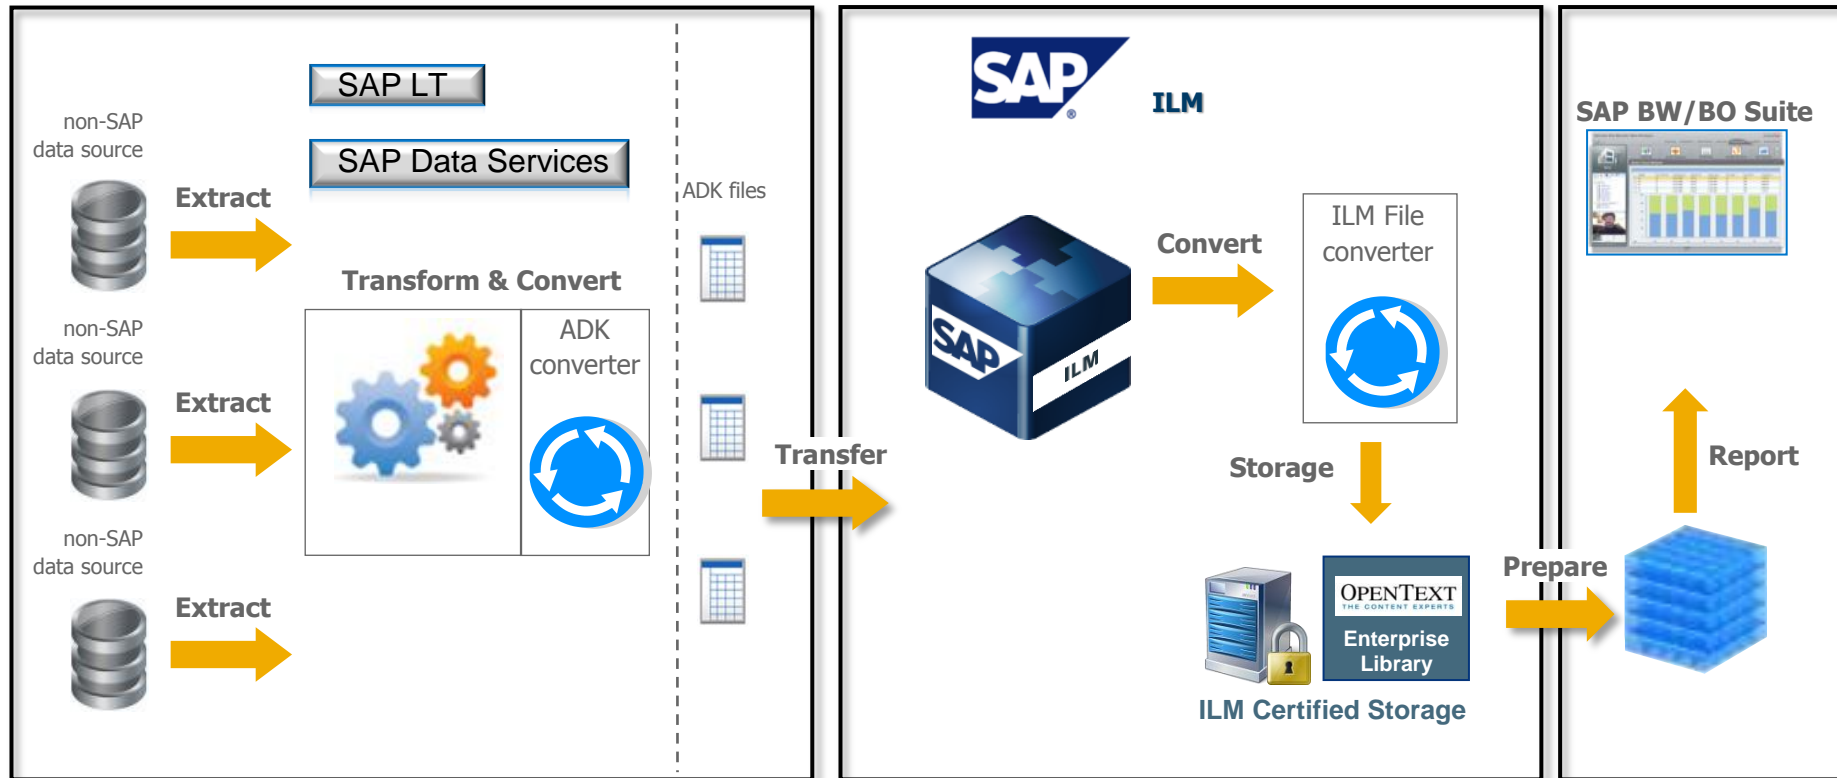 SAP LT
SAP Data Services
non-SAP
data source
Extract
non-SAP
data source
Extract
non-SAP
data source
Extract
Transform & Convert
ADK
converter
ADK files
Transfer
SAP
®
ILM
SAP
ILM
Convert
ILM File
converter
Storage
OPENTEXT
THE CONTENT EXPERTS
Enterprise
Library
ILM Certified Storage
Prepare
SAP BW/BO Suite
Report